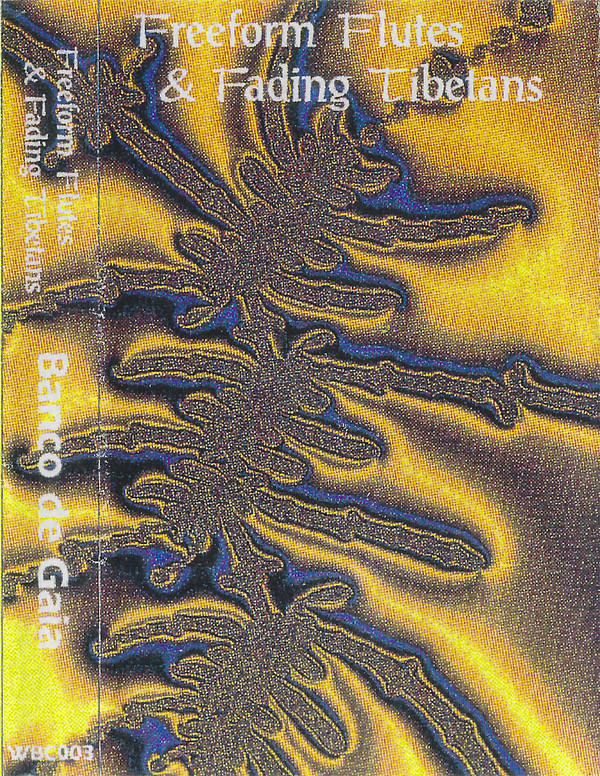 Freeform Flutes
& Fading Tibetans
Freeform Flutes
& Fading Tibetans
Banco de Gaia
WBC003